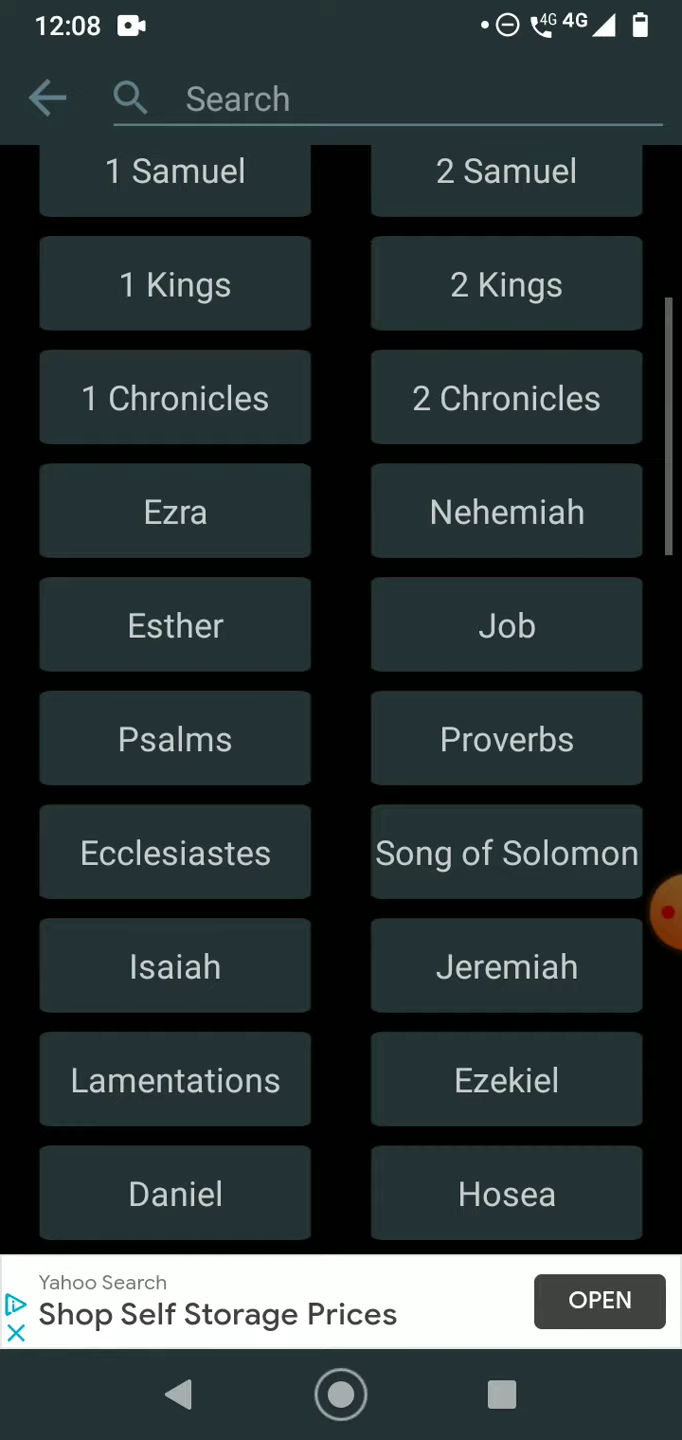 12:08
4G 4G
Search
1 Samuel 2 Samuel
1 Kings 2 Kings
1 Chronicles 2 Chronicles
Ezra Nehemiah
Esther Job
Psalms Proverbs
Ecclesiastes Song of Solomon
Isaiah Jeremiah
Lamentations Ezekiel
Daniel Hosea
Yahoo Search
Shop Self Storage Prices
OPEN